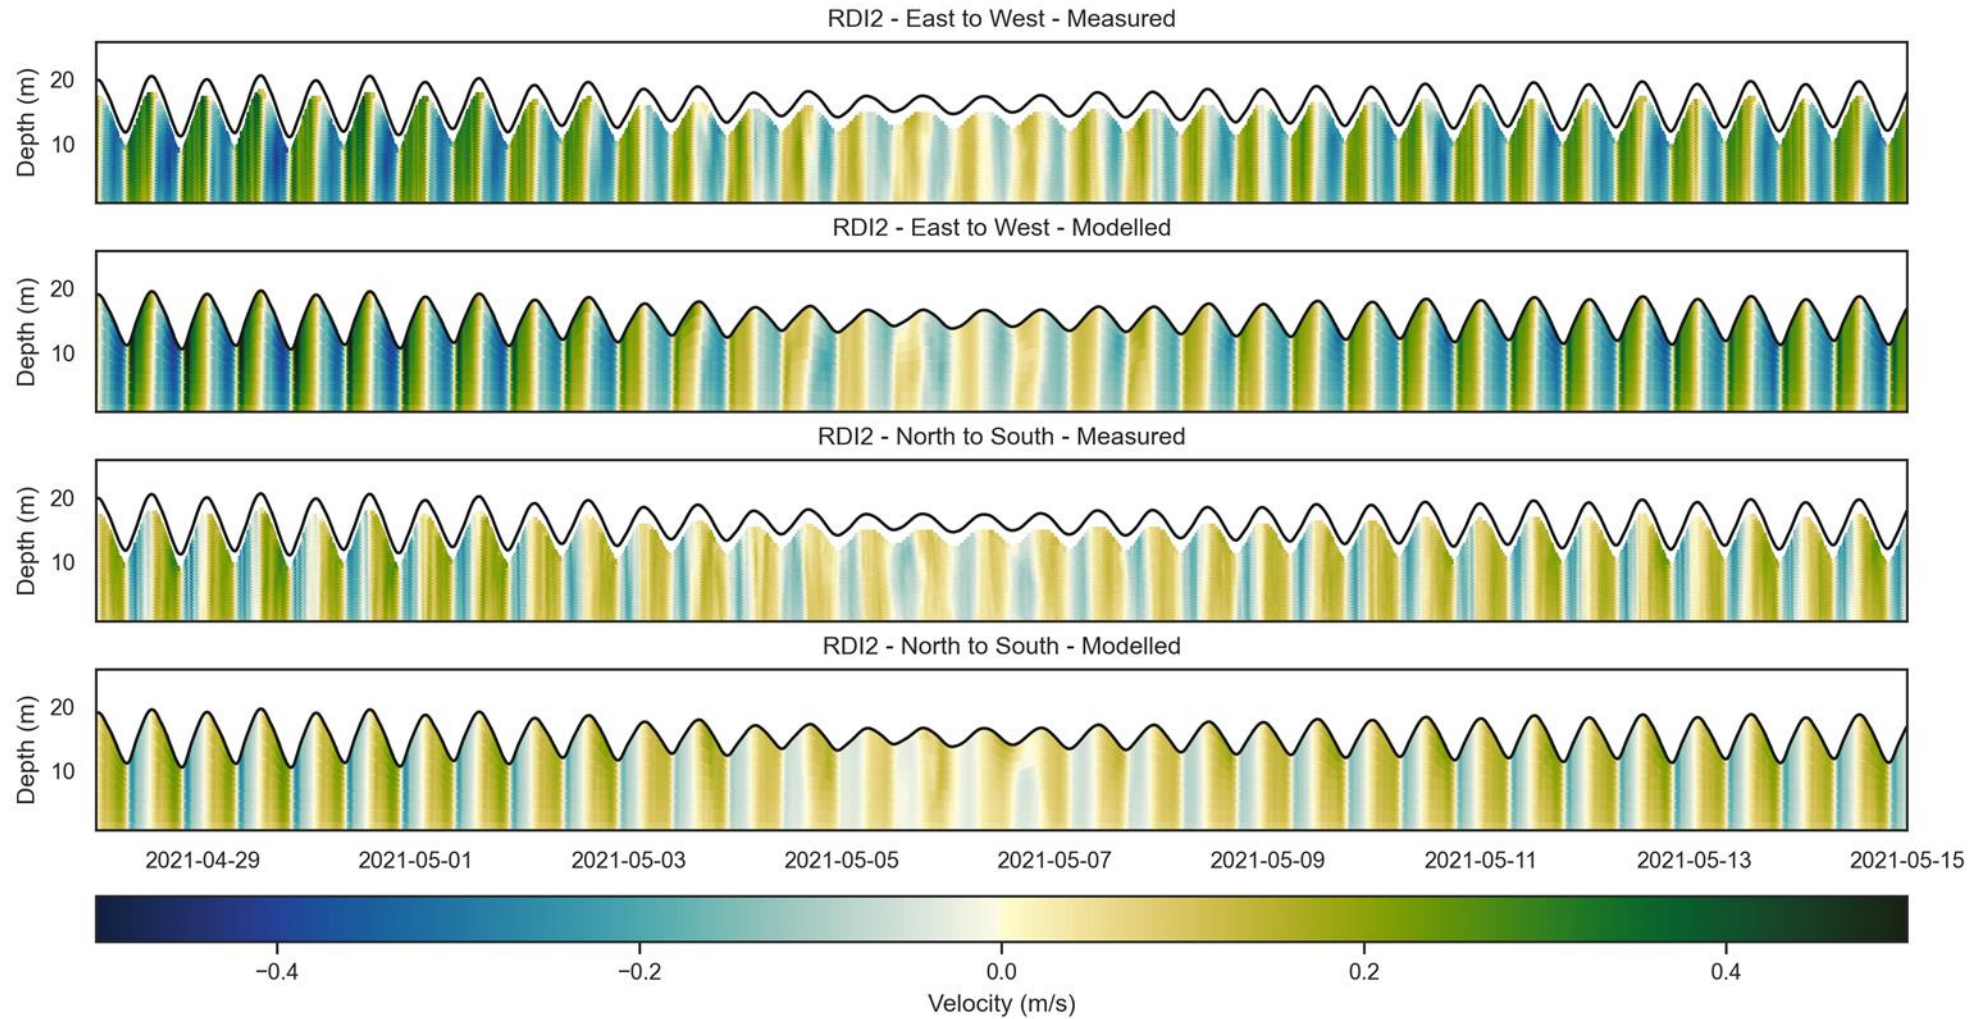 RDI2 - East to West - Measured
Depth (m)
20
10
RDI2 - East to West - Modelled
Depth (m)
20
10
RDI2 - North to South - Measured
Depth (m)
20
10
RDI2 - North to South - Modelled
Depth (m)
20
10
2021-04-29 2021-05-01 2021-05-03 2021-05-05 2021-05-07 2021-05-09 2021-05-11 2021-05-13 2021-05-15
−0.4 −0.2 0.0 0.2 0.4
Velocity (m/s)